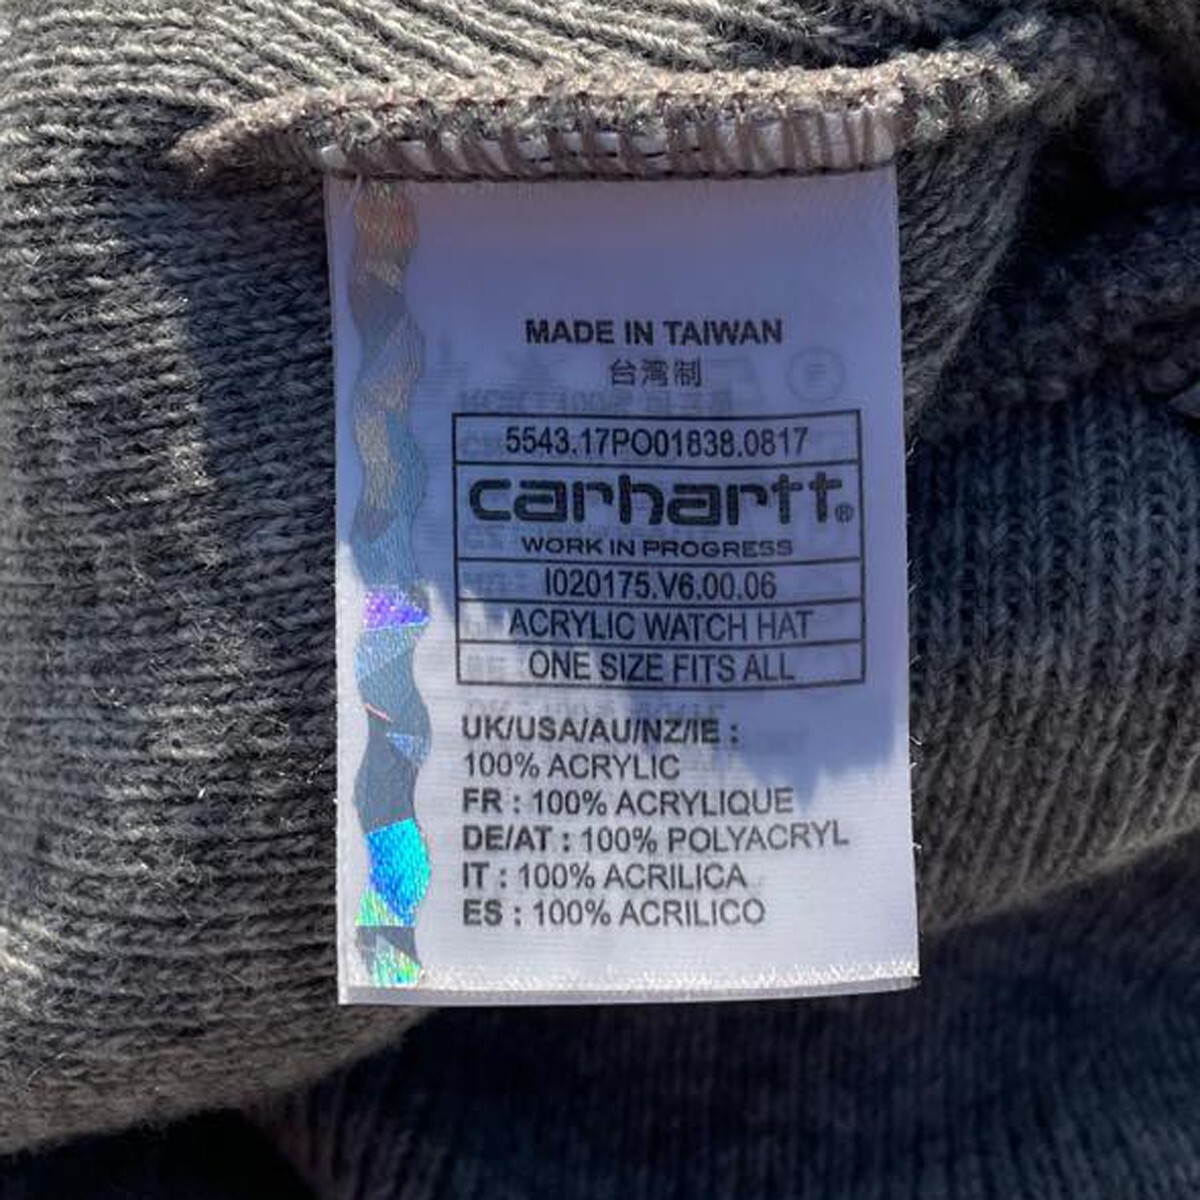 MADE IN TAIWAN
台湾制
5543.17PO01838.0817
carhartt®
WORK IN PROGRESS
I020175.V6.00.06
ACRYLIC WATCH HAT
ONE SIZE FITS ALL
UK/USA/AU/NZ/IE :
100% ACRYLIC
FR : 100% ACRYLIQUE
DE/AT : 100% POLYACRYL
IT : 100% ACRILICA
ES : 100% ACRILICO